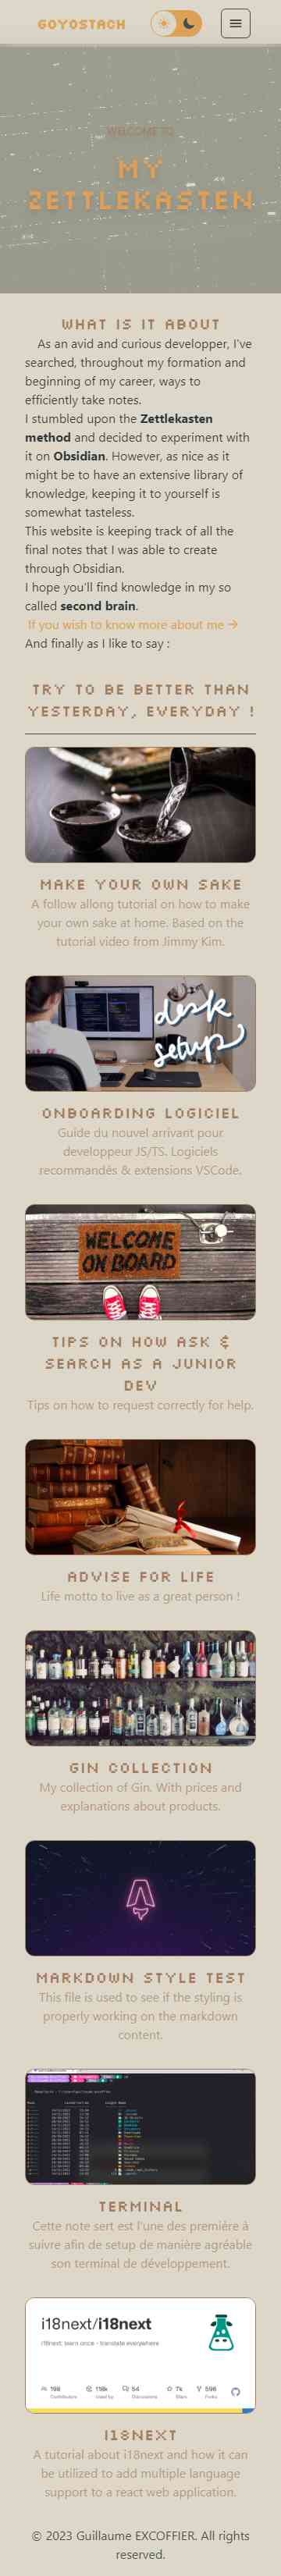 GOYOSTACH
WELCOME TO
MY
ZETTLEKASTEN
WHAT IS IT ABOUT
As an avid and curious developper, I've
searched, throughout my formation and
beginning of my career, ways to
efficiently take notes.
I stumbled upon the Zettlekasten
method and decided to experiment with
it on Obsidian. However, as nice as it
might be to have an extensive library of
knowledge, keeping it to yourself is
somewhat tasteless.
This website is keeping track of all the
final notes that I was able to create
through Obsidian.
I hope you'll find knowledge in my so
called second brain.
If you wish to know more about me →
And finally as I like to say :
TRY TO BE BETTER THAN
YESTERDAY, EVERYDAY !
MAKE YOUR OWN SAKE
A follow allong tutorial on how to make
your own sake at home. Based on the
tutorial video from Jimmy Kim.
desk
setup
ONBOARDING LOGICIEL
Guide du nouvel arrivant pour
developpeur JS/TS. Logiciels
recommandés & extensions VSCode.
WELCOME
ON BOARD
TIPS ON HOW ASK &
SEARCH AS A JUNIOR
DEV
Tips on how to request correctly for help.
ADVISE FOR LIFE
Life motto to live as a great person !
GIN COLLECTION
My collection of Gin. With prices and
explanations about products.
MARKDOWN STYLE TEST
This file is used to see if the styling is
properly working on the markdown
content.
TERMINAL
Cette note sert est l'une des première à
suivre afin de setup de manière agréable
son terminal de développement.
i18next/i18next
i18next: learn once - translate everywhere
198 118k 54 7k 596
Contributors Used by Discussions Stars Forks
I18NEXT
A tutorial about i18next and how it can
be utilized to add multiple language
support to a react web application.
© 2023 Guillaume EXCOFFIER. All rights
reserved.